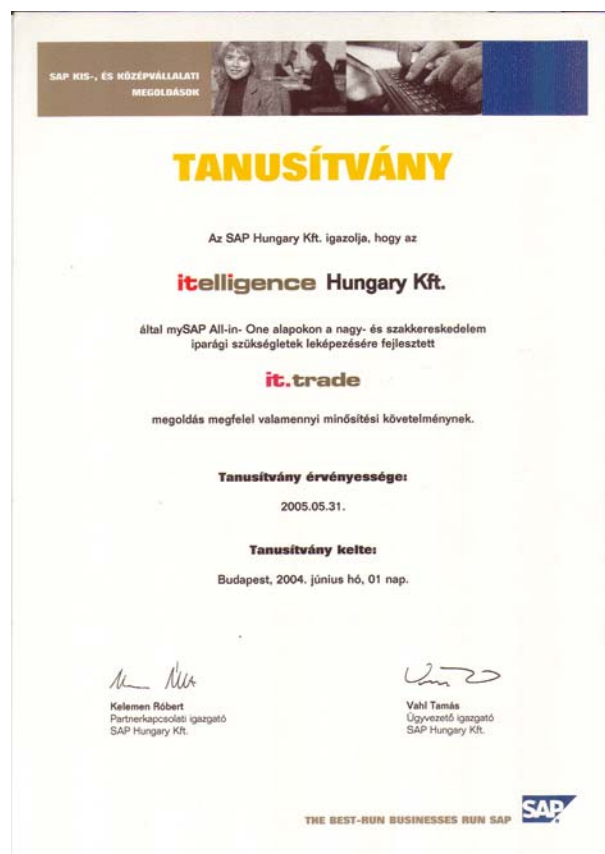 SAP KIS-, ÉS KÖZÉPVÁLLALATI
MEGOLDÁSOK
TANUSÍTVÁNY
Az SAP Hungary Kft. igazolja, hogy az
itelligence Hungary Kft.
által mySAP All-in- One alapokon a nagy- és szakkereskedelem
iparági szükségletek leképezésére fejlesztett
it.trade
megoldás megfelel valamennyi minősítési követelménynek.
Tanusítvány érvényessége:
2005.05.31.
Tanusítvány kelte:
Budapest, 2004. június hó, 01 nap.
Kelemen Róbert
Partnerkapcsolati igazgató
SAP Hungary Kft.
Vahl Tamás
Ügyvezető igazgató
SAP Hungary Kft.
THE BEST-RUN BUSINESSES RUN SAP
SAP